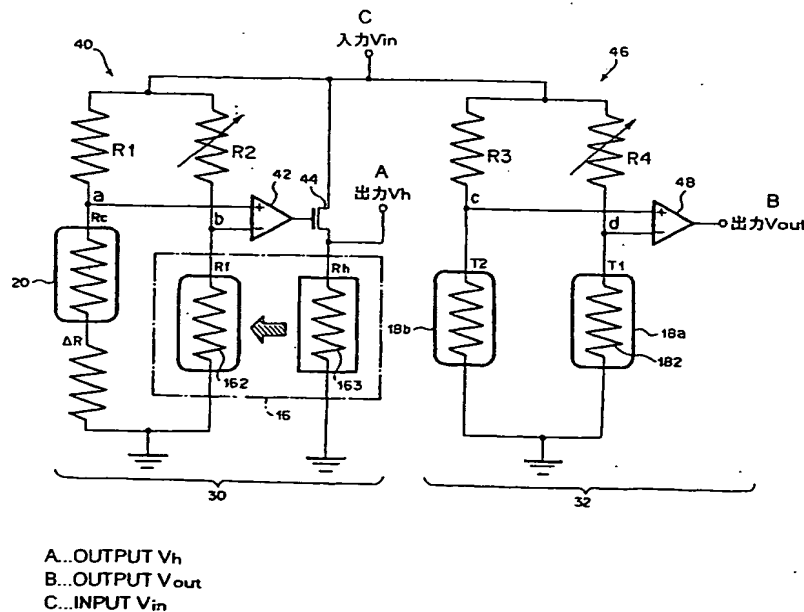 C
入力Vin
40
46
R1
R2
R3
R4
42
44
A
出力Vh
48
B
出力Vout
a
b
c
d
Rc
Rf
Rh
T2
T1
20
18b
18a
ΔR
162
163
182
16
30
32
A...OUTPUT Vh
B...OUTPUT Vout
C...INPUT Vin